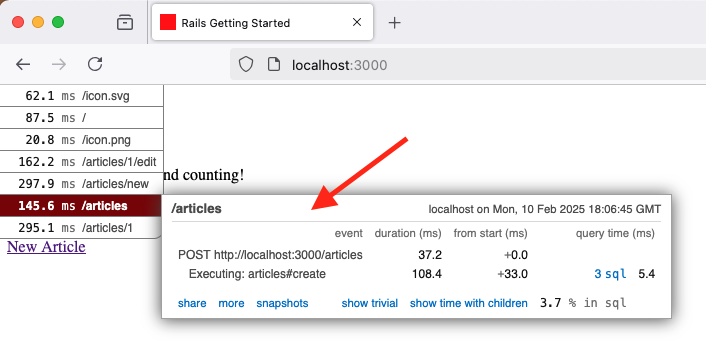 Rails Getting Started
localhost:3000
62.1 ms /icon.svg
87.5 ms /
20.8 ms /icon.png
162.2 ms /articles/1/edit
297.9 ms /articles/new
145.6 ms /articles
295.1 ms /articles/1
nd counting!
New Article
/articles localhost on Mon, 10 Feb 2025 18:06:45 GMT
event duration (ms) from start (ms) query time (ms)
POST http://localhost:3000/articles 37.2 +0.0
Executing: articles#create 108.4 +33.0 3 sql 5.4
share more snapshots show trivial show time with children 3.7 % in sql